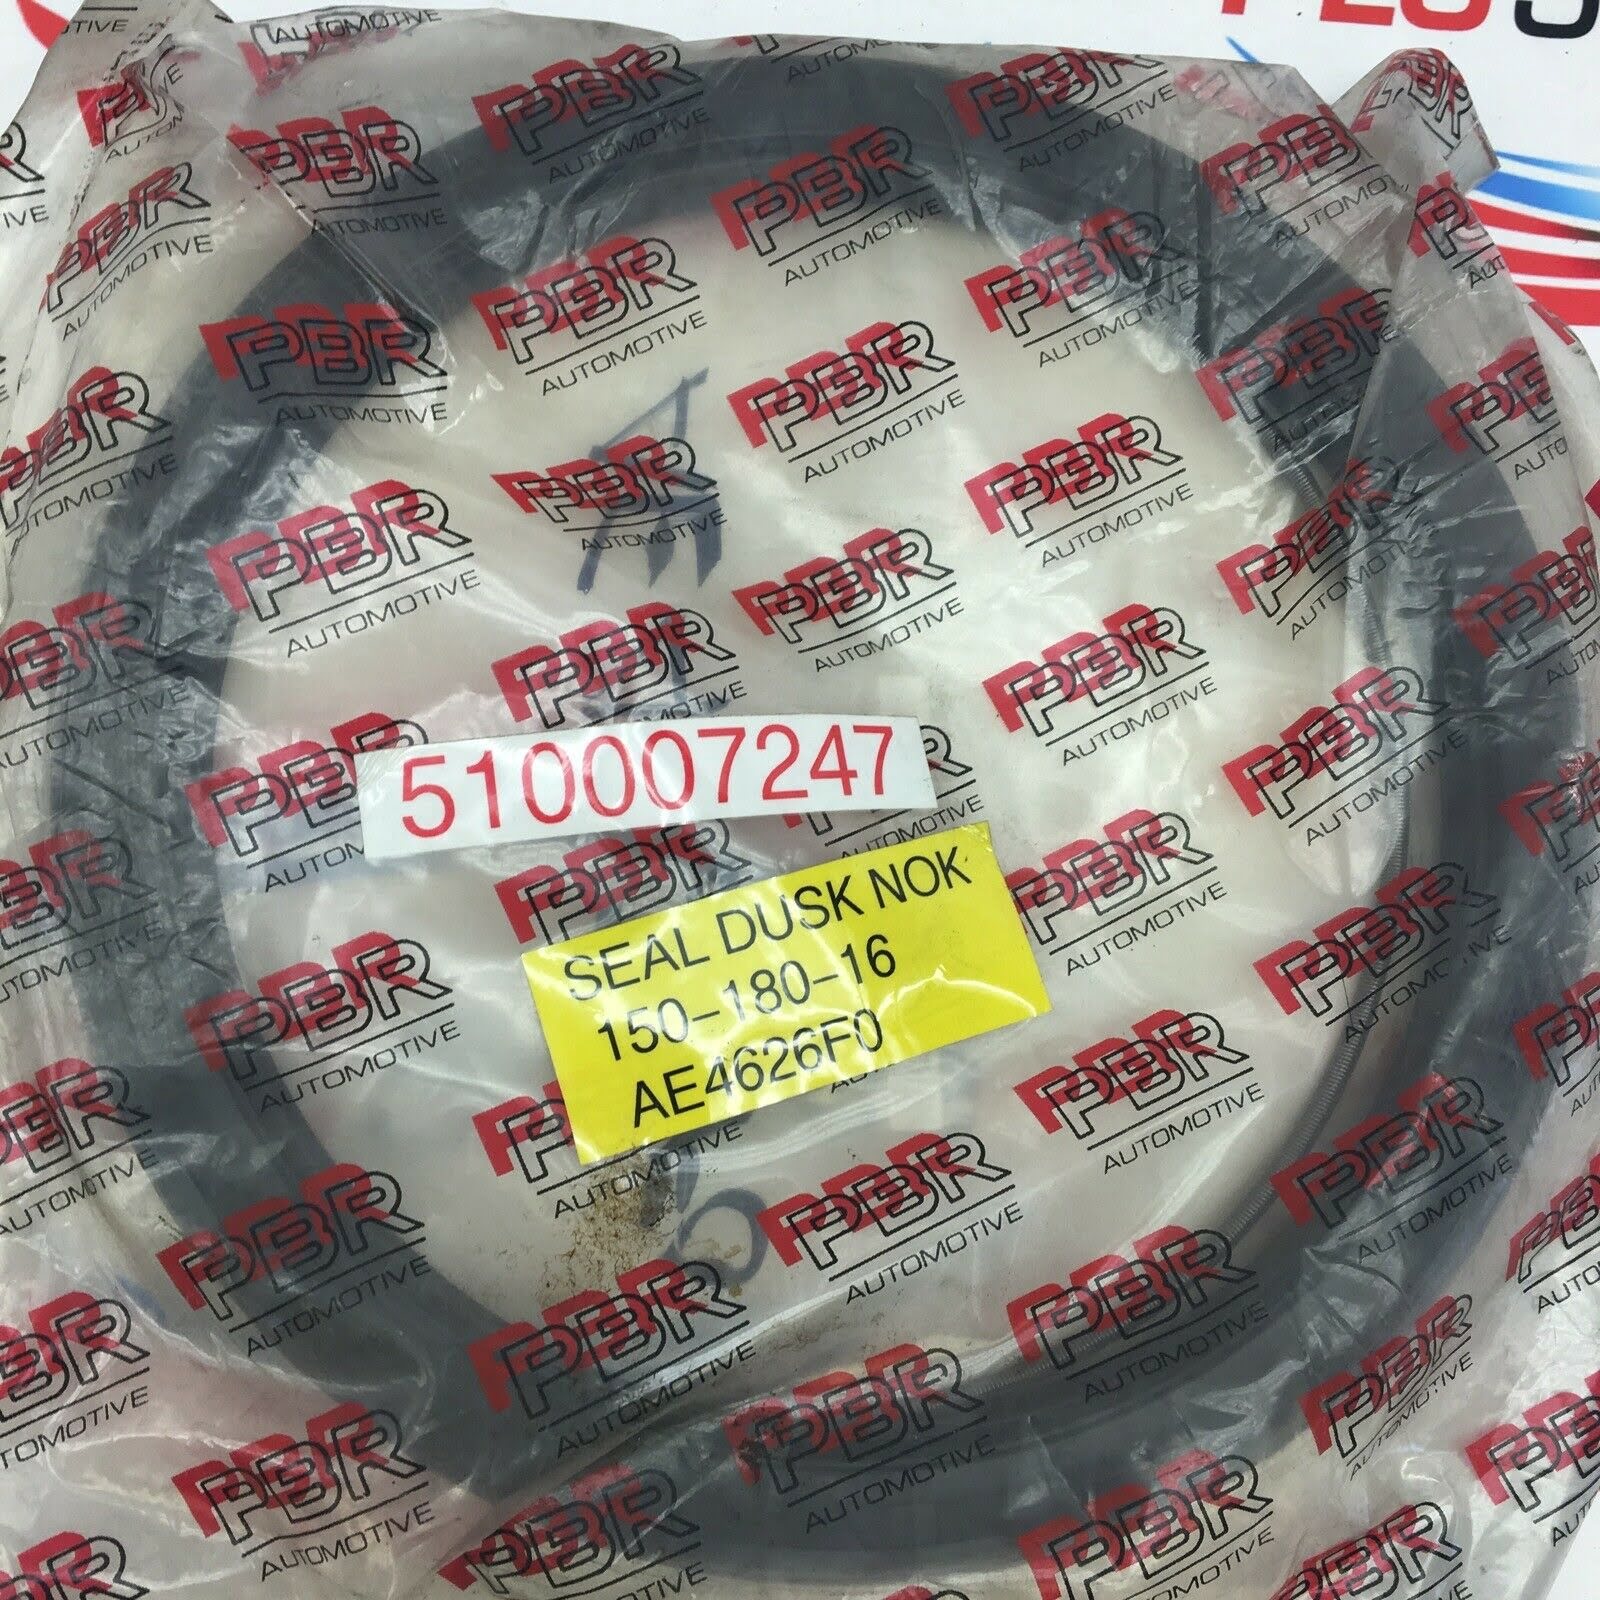 PBR
AUTOMOTIVE
510007247
SEAL DUSK NOK
150-180-16
AE4626F0